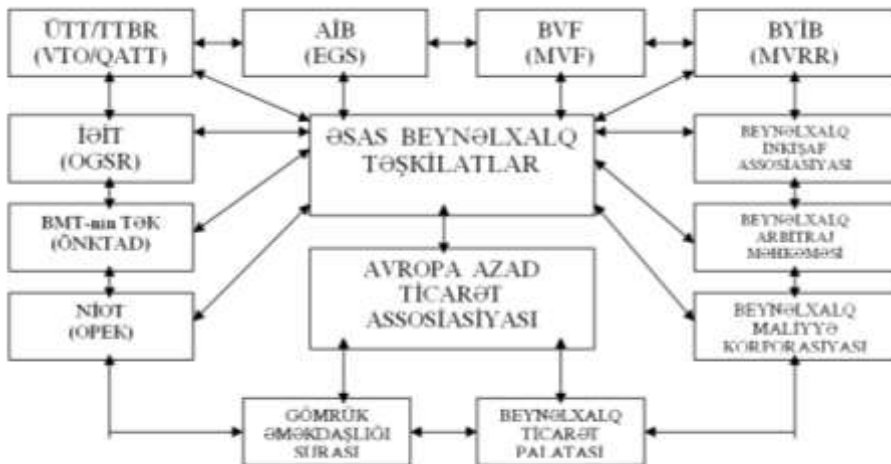 ÜTT/TTBR
(VTO/QATT)
AİB
(EGS)
BVF
(MVF)
BYİB
(MVRR)
İƏİT
(OGSR)
ƏSAS BEYNƏLXALQ
TƏŞKİLATLAR
BEYNƏLXALQ
İNKIŞAF
ASSOSİASİYASI
BMT-nin TƏK
(ÖNKTAD)
BEYNƏLXALQ
ARBİTRAJ
MƏHKƏMƏSİ
AVROPA AZAD
TİCARƏT
ASSOSİASİYASI
NİOT
(OPEK)
BEYNƏLXALQ
MALİYYƏ
KORPORASİYASI
GÖMRÜK
ƏMƏKDAŞLIĞI
ŞURASI
BEYNƏLXALQ
TİCARƏT
PALATASI